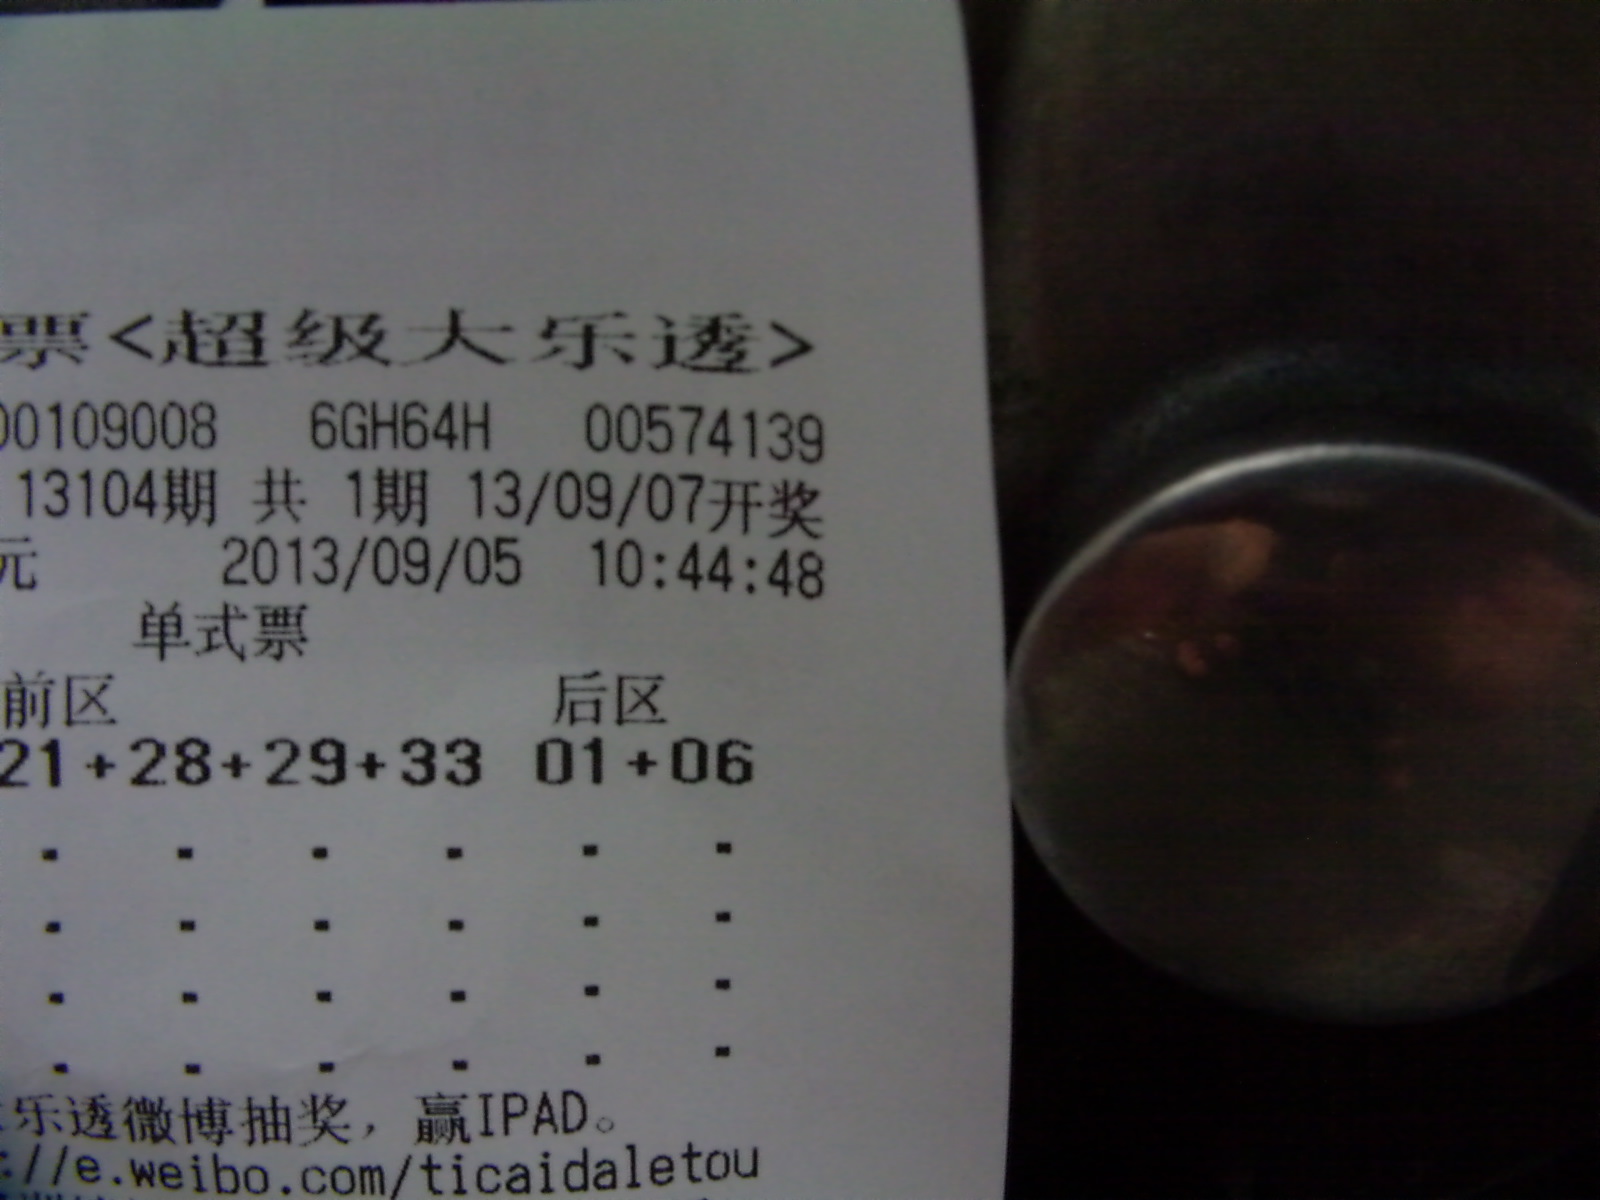 票<超级大乐透>
00109008 6GH64H 00574139
13104期 共 1期 13/09/07开奖
元 2013/09/05 10:44:48
单式票
前区 后区
21+28+29+33 01+06
乐透微博抽奖，赢IPAD。
://e.weibo.com/ticaidaletou